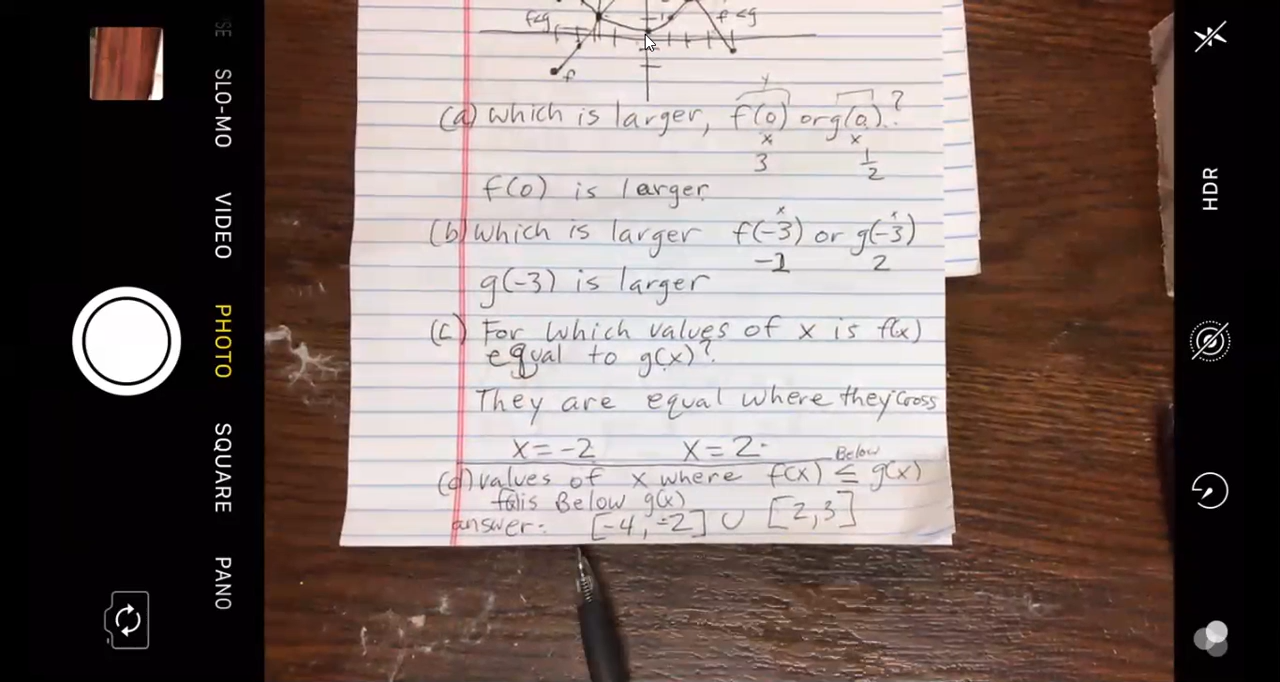 SE
SLO-MO
VIDEO
PHOTO
SQUARE
PANO
HDR
f<g
f<g
f
(a) which is larger, f(0) or g(0)?
y
x x
3 1/2
f(0) is larger
(b) which is larger f(-3) or g(-3)
x x
-1 2
g(-3) is larger
(c) For which values of x is f(x)
equal to g(x)?
They are equal where they cross
x=-2 x=2
Below
(d) values of x where f(x) ≤ g(x)
f(x) is Below g(x)
answer: [-4,-2] ∪ [2,3]